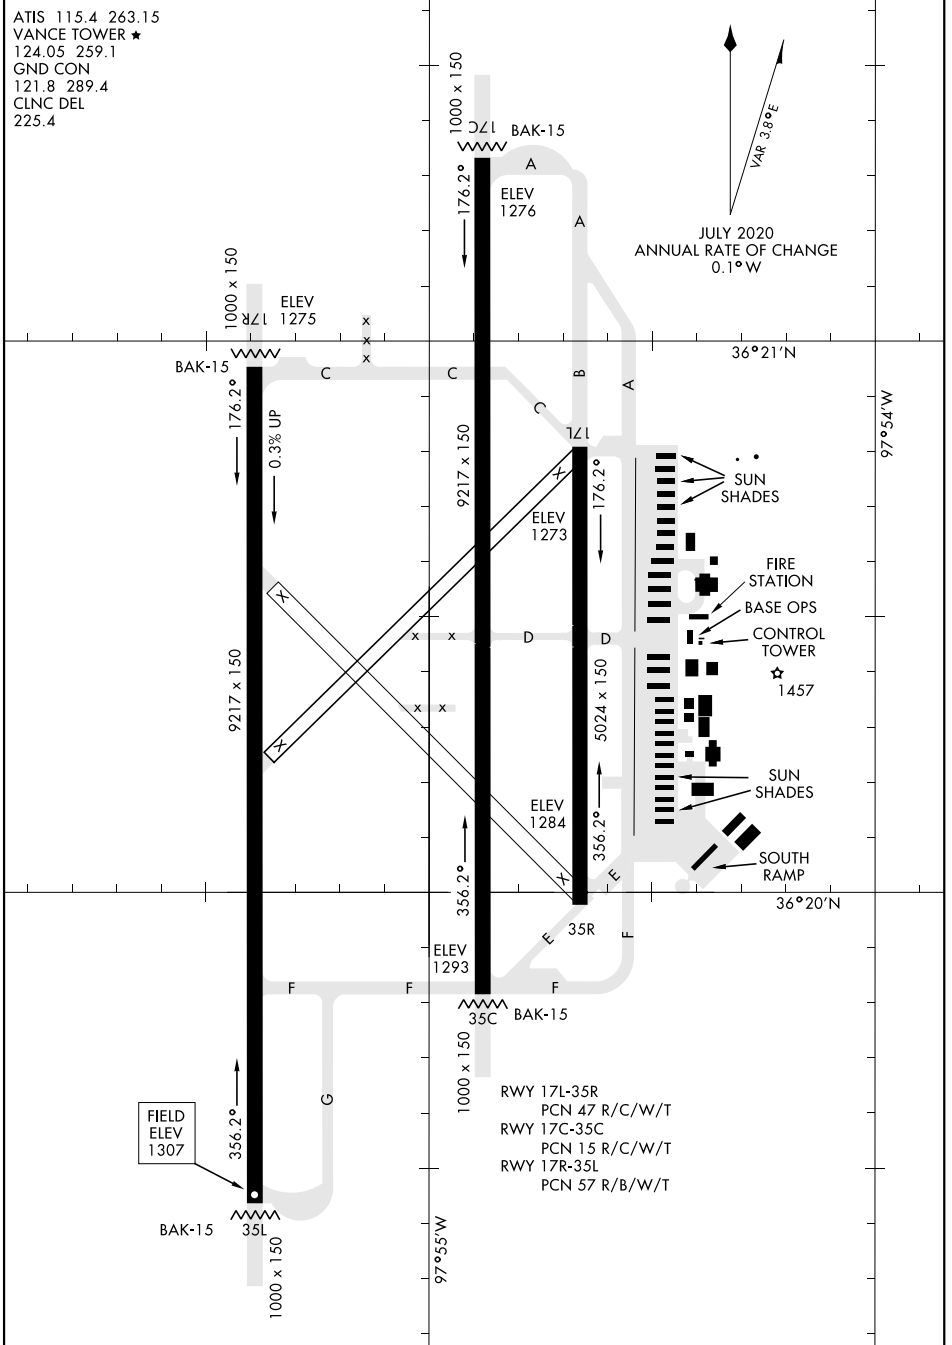 ATIS 115.4 263.15
VANCE TOWER ★
124.05 259.1
GND CON
121.8 289.4
CLNC DEL
225.4
1000 x 150
17C
BAK-15
A
176.2°
ELEV
1276
A
VAR 3.8°E
JULY 2020
ANNUAL RATE OF CHANGE
0.1°W
1000 x 150
ELEV
1275
17R
x
x
x
36°21'N
BAK-15
C
C
B
A
C
176.2°
0.3% UP
97°54'W
17L
9217 x 150
X
176.2°
SUN
SHADES
ELEV
1273
FIRE
STATION
X
BASE OPS
x
x
D
D
CONTROL
TOWER
1457
9217 x 150
5024 x 150
x
x
X
SUN
SHADES
ELEV
1284
356.2°
356.2°
SOUTH
RAMP
X
E
36°20'N
35R
E
F
ELEV
1293
F
F
F
35C
BAK-15
1000 x 150
G
RWY 17L-35R
PCN 47 R/C/W/T
RWY 17C-35C
PCN 15 R/C/W/T
RWY 17R-35L
PCN 57 R/B/W/T
FIELD
ELEV
1307
356.2°
BAK-15
35L
97°55'W
1000 x 150